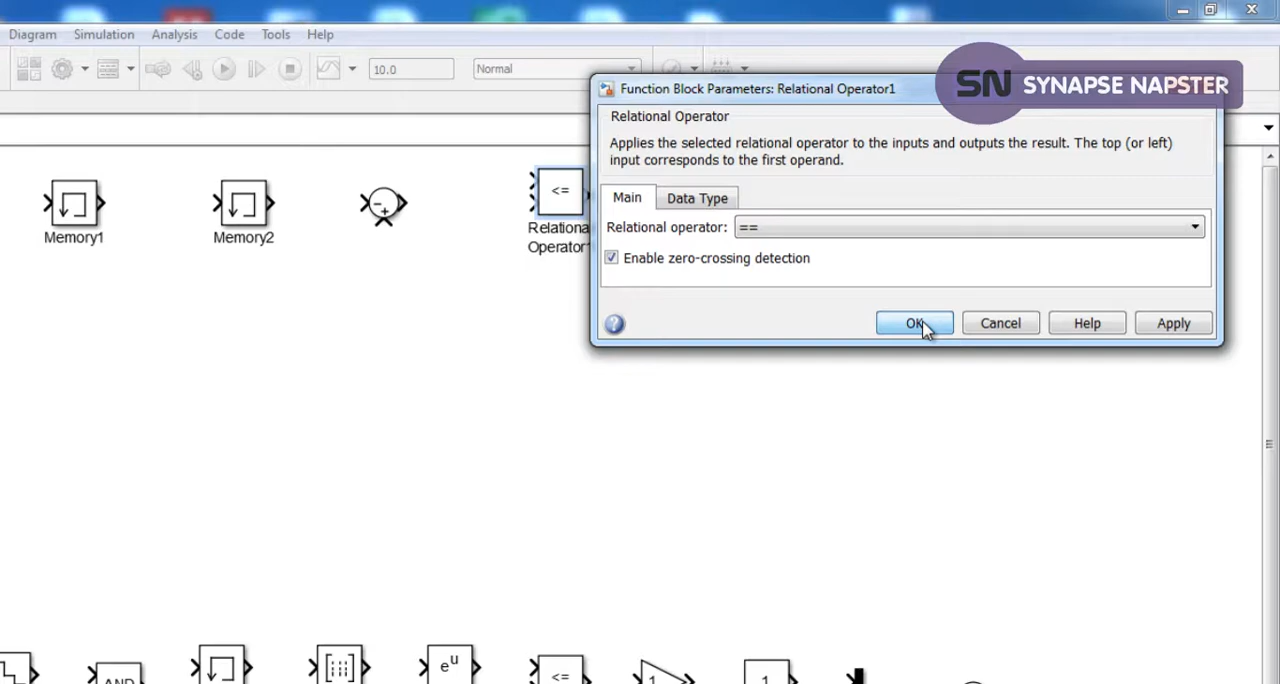 Diagram Simulation Analysis Code Tools Help
10.0 Normal
SN SYNAPSE NAPSTER
Function Block Parameters: Relational Operator1
Relational Operator
Applies the selected relational operator to the inputs and outputs the result. The top (or left)
input corresponds to the first operand.
Main Data Type
Relational operator: ==
Enable zero-crossing detection
OK Cancel Help Apply
<=
Relational
Operator
Memory1 Memory2
- +
AND
e^u
<=
1
1